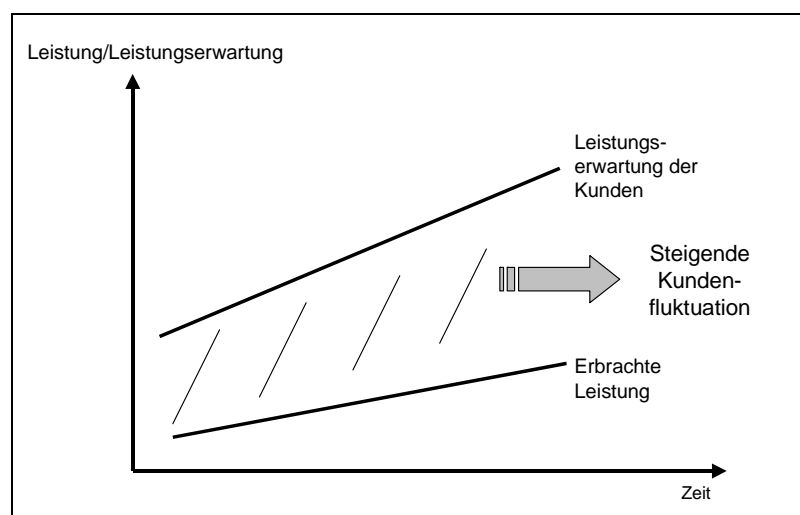 Leistung/Leistungserwartung
Leistungs-
erwartung der
Kunden
Steigende
Kunden-
fluktuation
Erbrachte
Leistung
Zeit